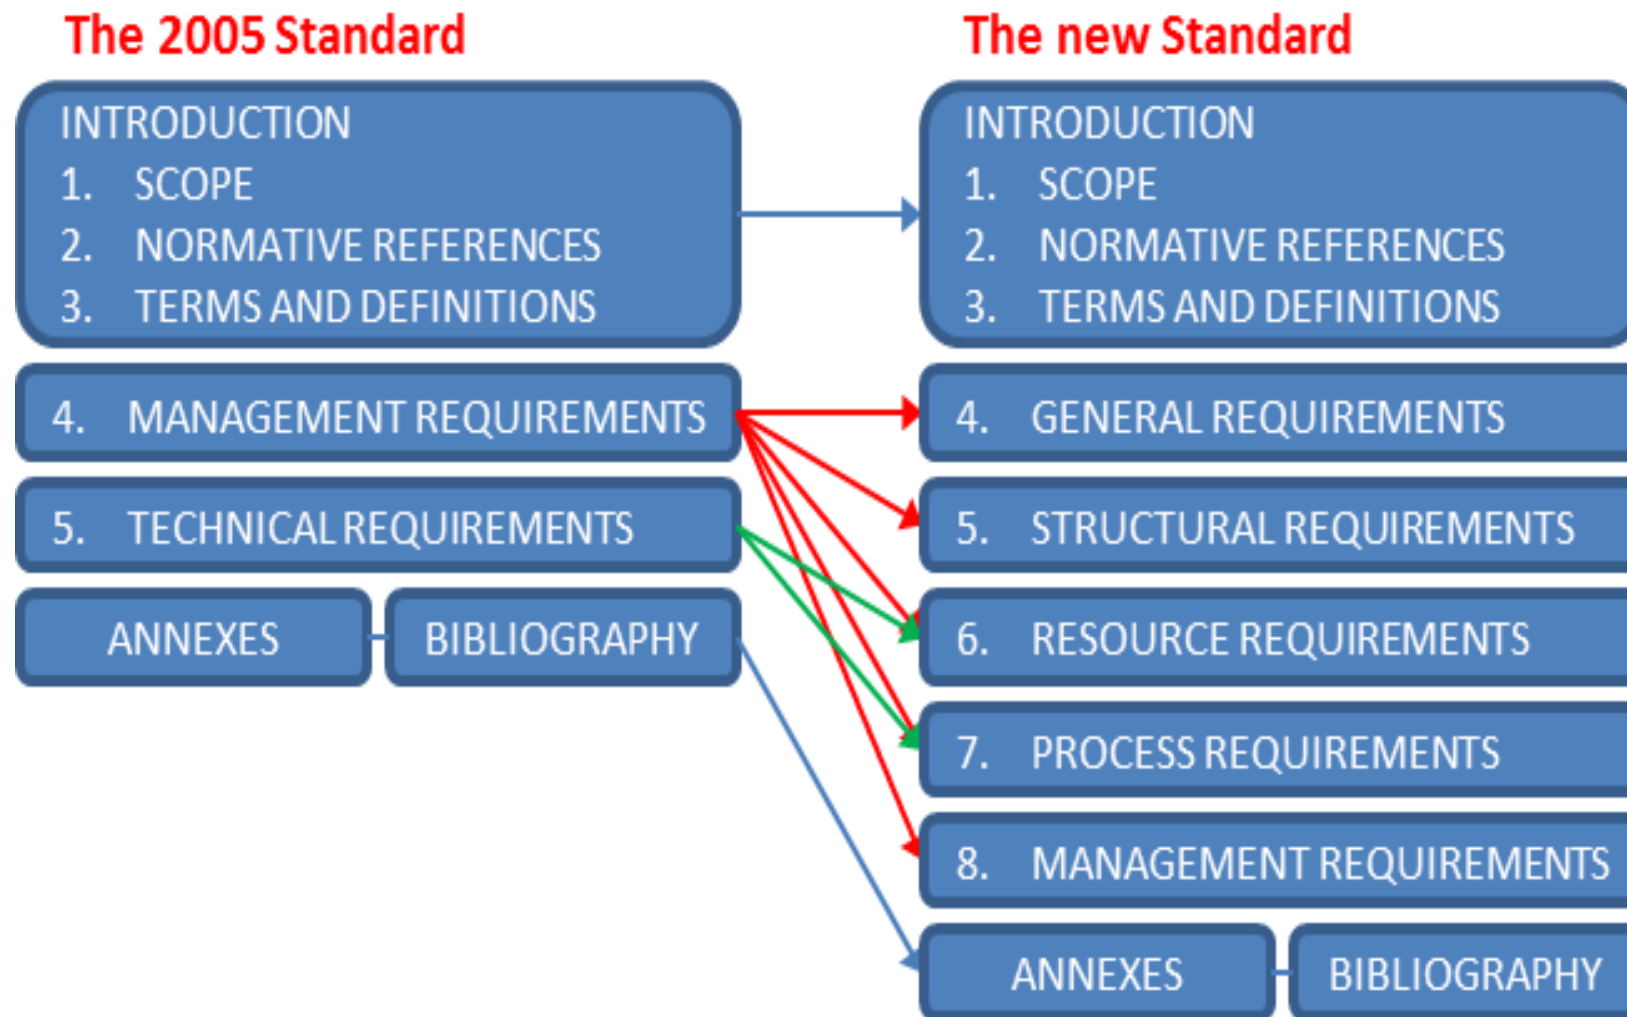 The 2005 Standard
INTRODUCTION
1. SCOPE
2. NORMATIVE REFERENCES
3. TERMS AND DEFINITIONS
4. MANAGEMENT REQUIREMENTS
5. TECHNICAL REQUIREMENTS
ANNEXES
BIBLIOGRAPHY
The new Standard
INTRODUCTION
1. SCOPE
2. NORMATIVE REFERENCES
3. TERMS AND DEFINITIONS
4. GENERAL REQUIREMENTS
5. STRUCTURAL REQUIREMENTS
6. RESOURCE REQUIREMENTS
7. PROCESS REQUIREMENTS
8. MANAGEMENT REQUIREMENTS
ANNEXES
BIBLIOGRAPHY